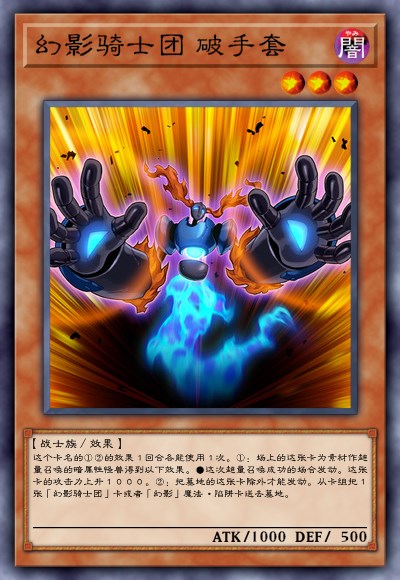 幻影骑士团 破手套
やみ
闇
【战士族／效果】
这个卡名的①②的效果1回合各能使用1次。①：场上的这张卡为素材作超
量召唤的暗属性怪兽得到以下效果。●这次超量召唤成功的场合发动。这张
卡的攻击力上升1000。②：把墓地的这张卡除外才能发动。从卡组把1
张「幻影骑士团」卡或者「幻影」魔法·陷阱卡送去墓地。
ATK/1000 DEF/ 500